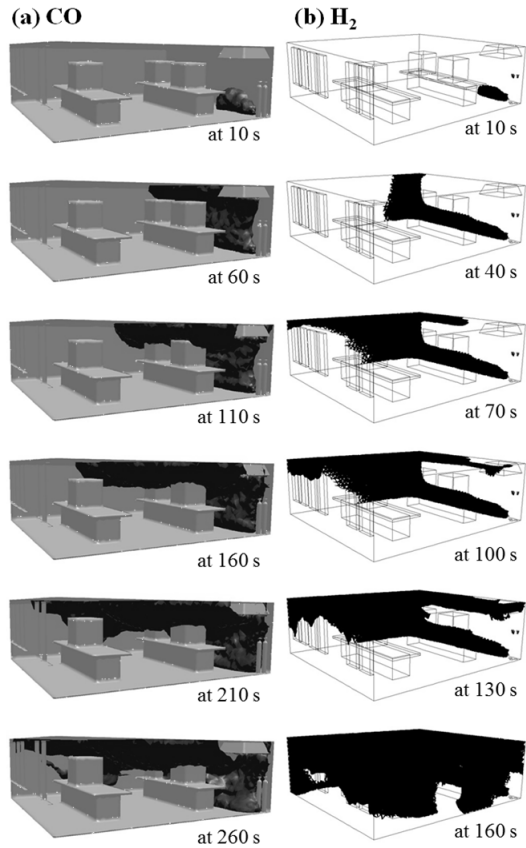 (a) CO
(b) H₂
at 10 s
at 10 s
at 60 s
at 40 s
at 110 s
at 70 s
at 160 s
at 100 s
at 210 s
at 130 s
at 260 s
at 160 s